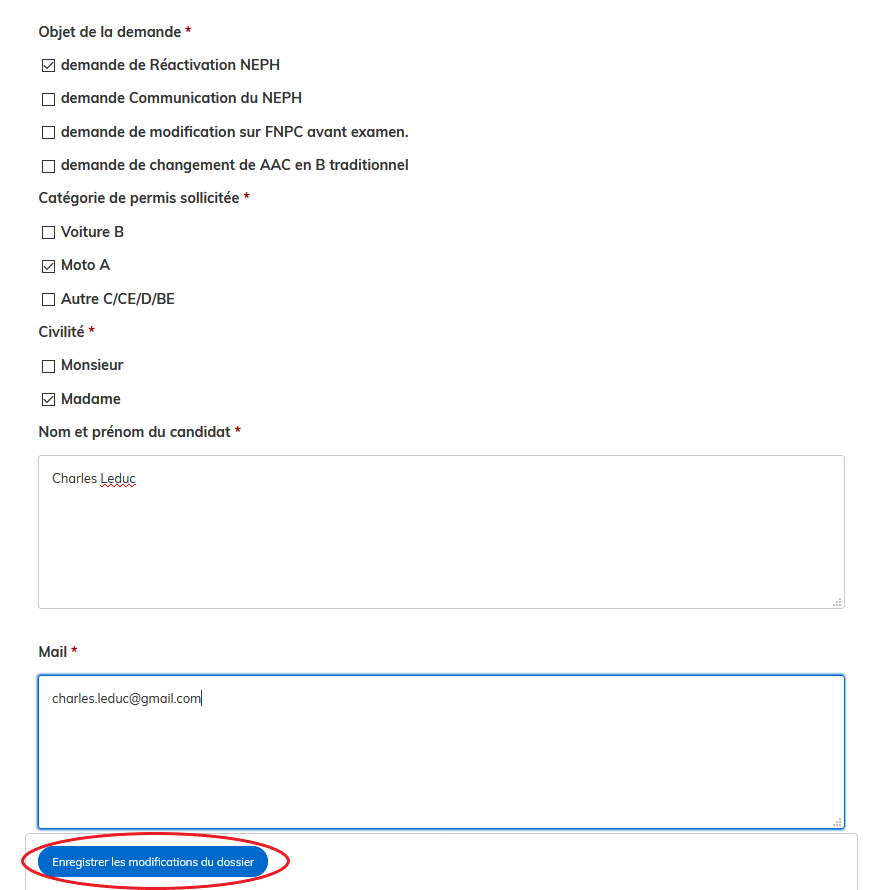 Objet de la demande *
demande de Réactivation NEPH
demande Communication du NEPH
demande de modification sur FNPC avant examen.
demande de changement de AAC en B traditionnel
Catégorie de permis sollicitée *
Voiture B
Moto A
Autre C/CE/D/BE
Civilité *
Monsieur
Madame
Nom et prénom du candidat *
Charles Leduc
Mail *
charles.leduc@gmail.com
Enregistrer les modifications du dossier